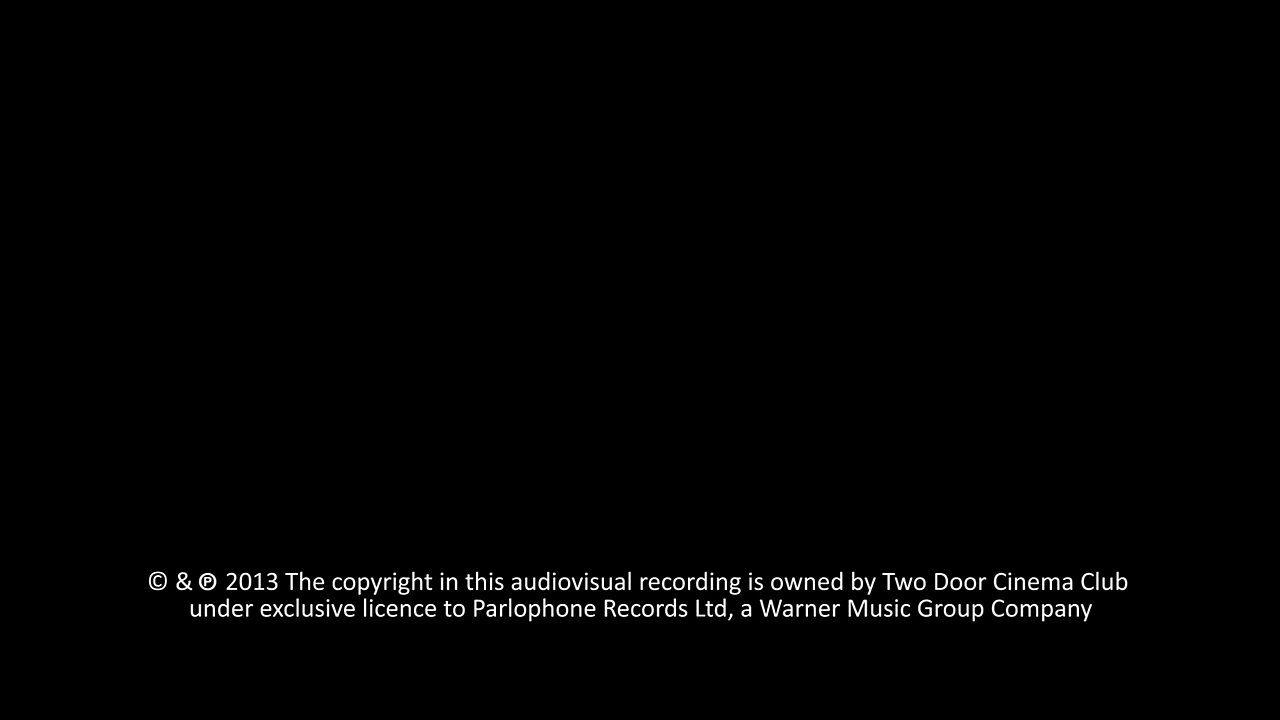 © & ℗ 2013 The copyright in this audiovisual recording is owned by Two Door Cinema Club
under exclusive licence to Parlophone Records Ltd, a Warner Music Group Company